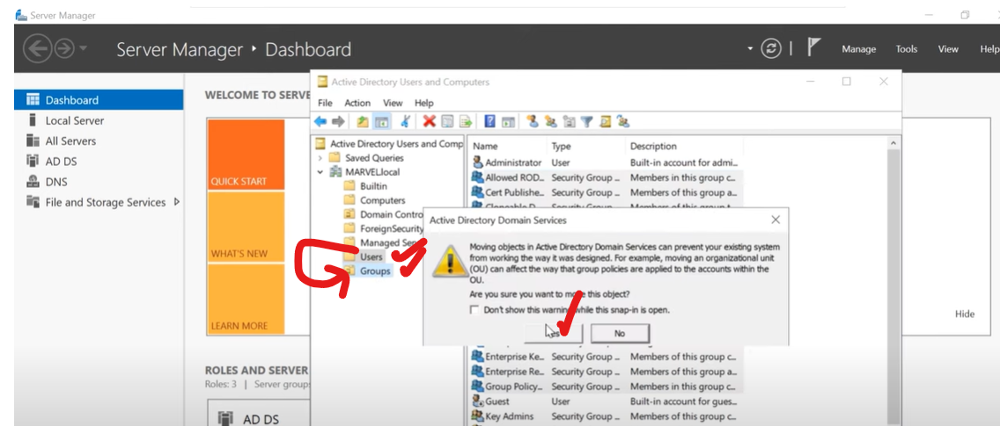 Server Manager
Server Manager ‣ Dashboard
Manage Tools View Help
Dashboard
Local Server
All Servers
AD DS
DNS
File and Storage Services
WELCOME TO SERVE
QUICK START
WHAT'S NEW
LEARN MORE
Hide
ROLES AND SERVER
Roles: 3 | Server group
AD DS
Active Directory Users and Computers
File Action View Help
Active Directory Users and Comp
Saved Queries
MARVEL.local
Builtin
Computers
Domain Contro
ForeignSecurity
Managed Se
Users
Groups
Name Type Description
Administrator User Built-in account for admi...
Allowed ROD... Security Group ... Members in this group c...
Cert Publishe... Security Group ... Members of this group a...
Cloneable D... Security Group ... Members of this group t...
Active Directory Domain Services
Moving objects in Active Directory Domain Services can prevent your existing system
from working the way it was designed. For example, moving an organizational unit
(OU) can affect the way that group policies are applied to the accounts within the
OU.
Are you sure you want to move this object?
Don't show this warning while this snap-in is open.
Yes No
Enterprise Ke... Security Group ... Members of this group c...
Enterprise Re... Security Group ... Members of this group a...
Group Policy... Security Group ... Members in this group c...
Guest User Built-in account for gues...
Key Admins Security Group ... Members of this group c...